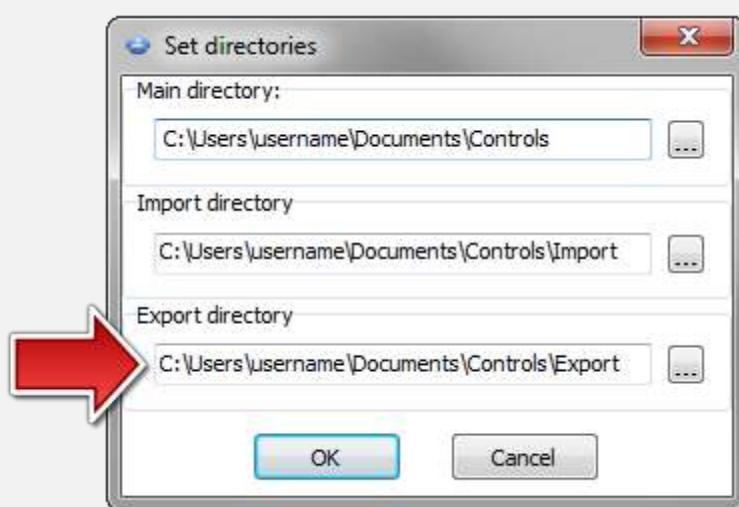 Set directories
Main directory:
C:\Users\username\Documents\Controls
...
Import directory
C:\Users\username\Documents\Controls\Import
...
Export directory
C:\Users\username\Documents\Controls\Export
...
OK
Cancel